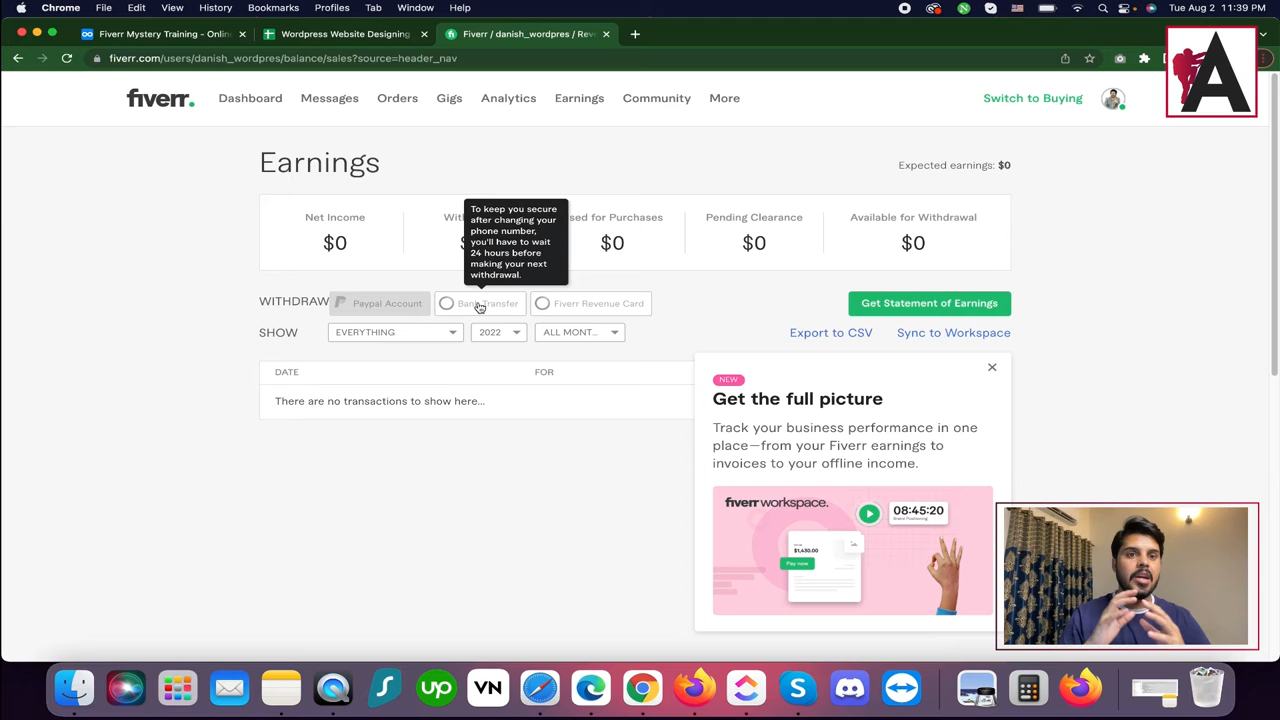 Chrome File Edit View History Bookmarks Profiles Tab Window Help Tue Aug 2 11:39 PM
Fiverr Mystery Training - Onlin Wordpress Website Designing Fiverr / danish_wordpres / Rev
fiverr.com/users/danish_wordpres/balance/sales?source=header_nav
A
fiverr. Dashboard Messages Orders Gigs Analytics Earnings Community More Switch to Buying
Earnings
Expected earnings: $0
Net Income
$0
To keep you secure
after changing your
phone number,
you'll have to wait
24 hours before
making your next
withdrawal.
sed for Purchases
$0
Pending Clearance
$0
Available for Withdrawal
$0
WITHDRAW Paypal Account Bank Transfer Fiverr Revenue Card Get Statement of Earnings
SHOW EVERYTHING 2022 ALL MONT... Export to CSV Sync to Workspace
DATE FOR
There are no transactions to show here...
NEW
Get the full picture
Track your business performance in one
place—from your Fiverr earnings to
invoices to your offline income.
fiverr workspace.
08:45:20
Brand Positioning
$1,430.00
Pay now
up VN